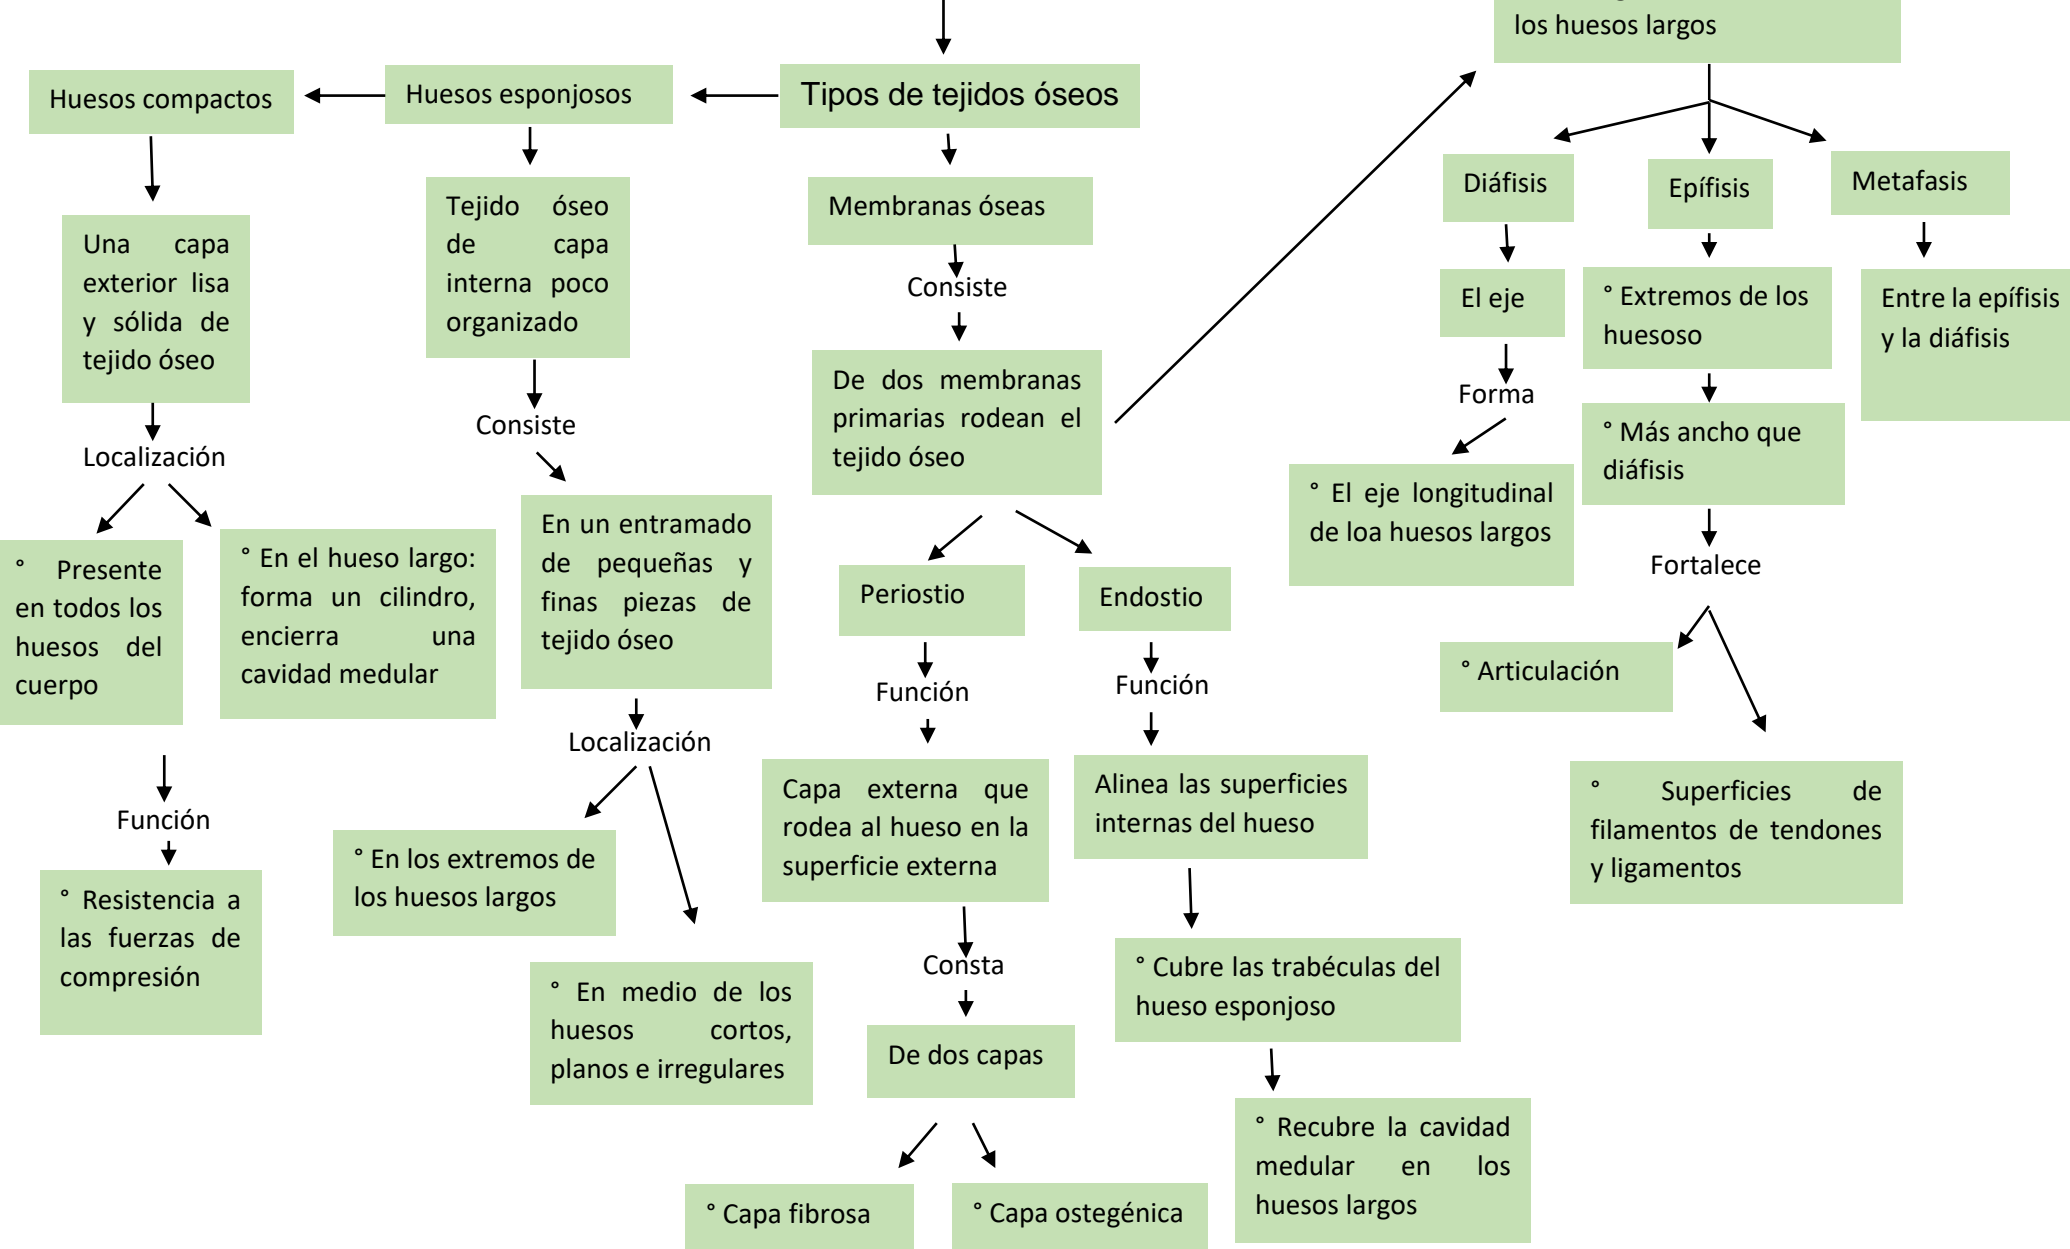 los huesos largos
Huesos compactos
Huesos esponjosos
Tipos de tejidos óseos
Una capa
exterior lisa
y sólida de
tejido óseo
Localización
° Presente
en todos los
huesos del
cuerpo
° En el hueso largo:
forma un cilindro,
encierra una
cavidad medular
Función
° Resistencia a
las fuerzas de
compresión
Tejido óseo
de capa
interna poco
organizado
Consiste
En un entramado
de pequeñas y
finas piezas de
tejido óseo
Localización
° En los extremos de
los huesos largos
° En medio de los
huesos cortos,
planos e irregulares
Membranas óseas
Consiste
De dos membranas
primarias rodean el
tejido óseo
Periostio
Función
Capa externa que
rodea al hueso en la
superficie externa
Consta
De dos capas
° Capa fibrosa
° Capa ostegénica
Endostio
Función
Alinea las superficies
internas del hueso
° Cubre las trabéculas del
hueso esponjoso
° Recubre la cavidad
medular en los
huesos largos
Diáfisis
El eje
Forma
° El eje longitudinal
de loa huesos largos
Epífisis
° Extremos de los
huesoso
° Más ancho que
diáfisis
Fortalece
° Articulación
° Superficies de
filamentos de tendones
y ligamentos
Metafasis
Entre la epífisis
y la diáfisis